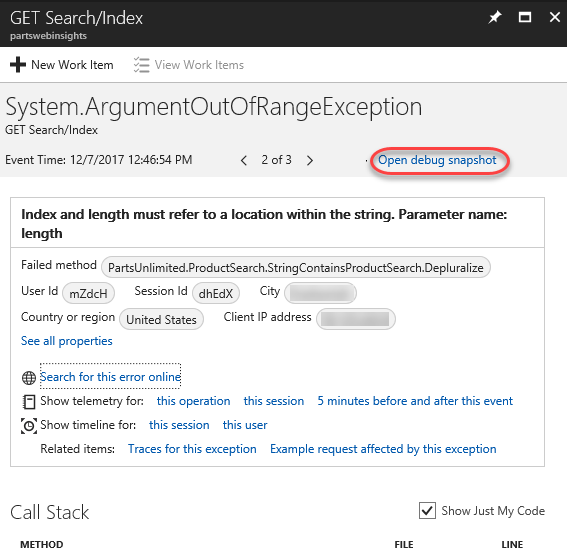 GET Search/Index
partswebinsights
New Work Item View Work Items
System.ArgumentOutOfRangeException
GET Search/Index
Event Time: 12/7/2017 12:46:54 PM 2 of 3 Open debug snapshot
Index and length must refer to a location within the string. Parameter name:
length
Failed method PartsUnlimited.ProductSearch.StringContainsProductSearch.Depluralize
User Id mZdcH Session Id dhEdX City
Country or region United States Client IP address
See all properties
Search for this error online
Show telemetry for: this operation this session 5 minutes before and after this event
Show timeline for: this session this user
Related items: Traces for this exception Example request affected by this exception
Call Stack Show Just My Code
METHOD FILE LINE